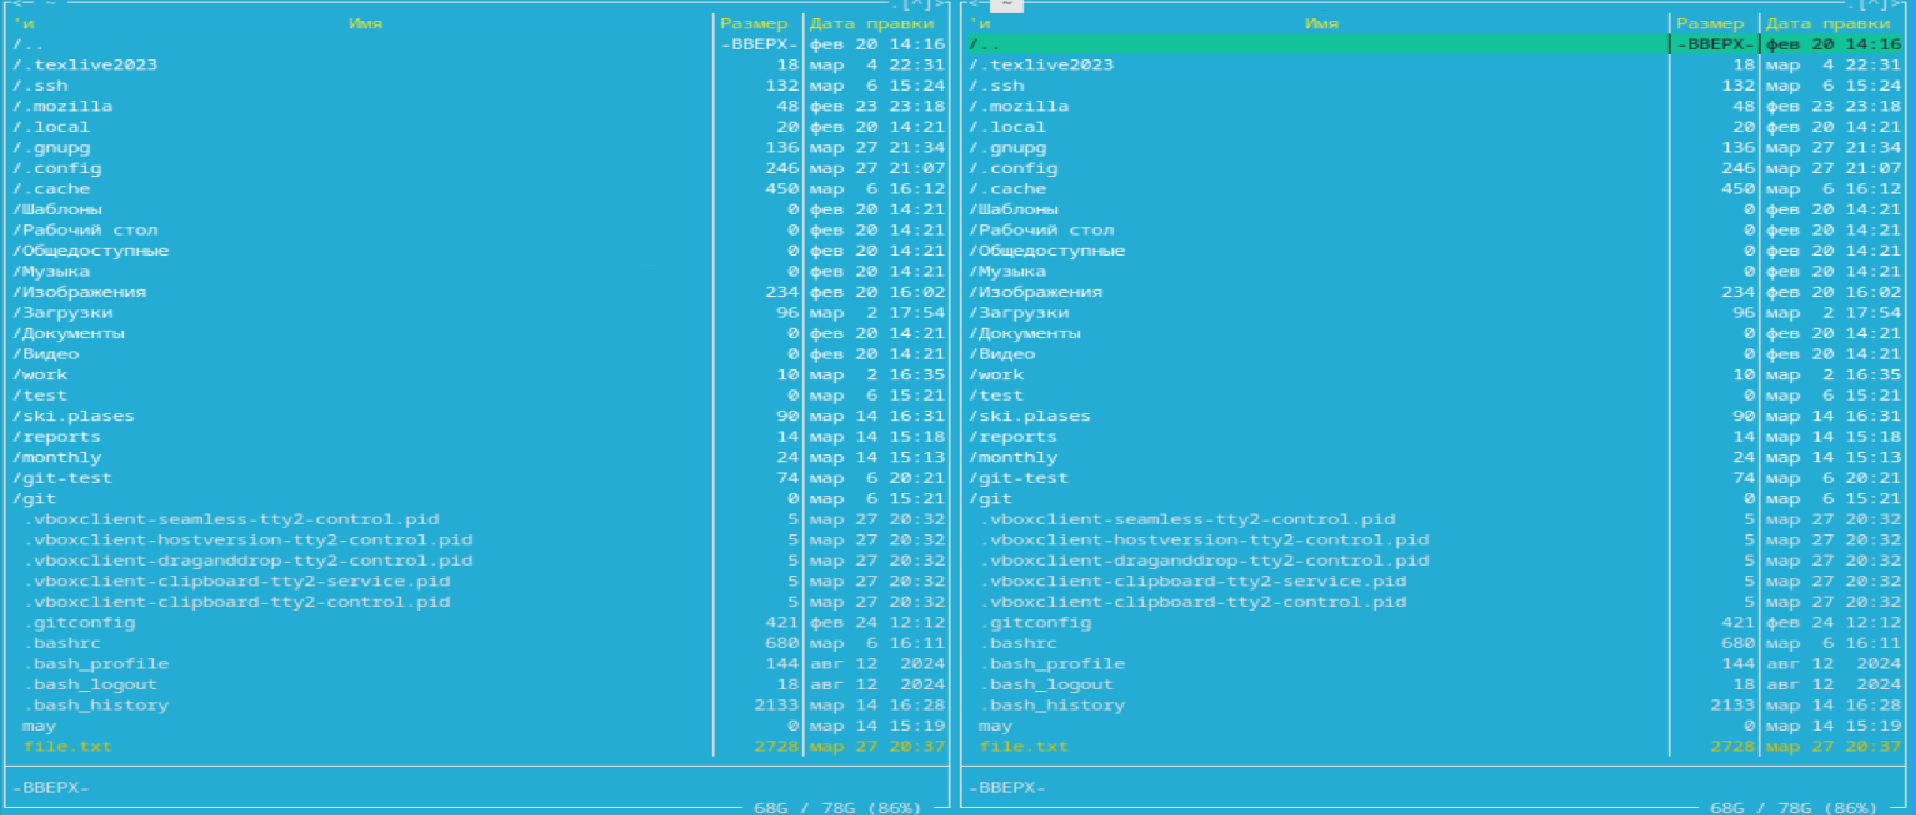 <─ ~ .[^]>
'и Имя Размер Дата правки
/.. -ВВЕРХ- фев 20 14:16
/.texlive2023 18 мар 4 22:31
/.ssh 132 мар 6 15:24
/.mozilla 48 фев 23 23:18
/.local 20 фев 20 14:21
/.gnupg 136 мар 27 21:34
/.config 246 мар 27 21:07
/.cache 450 мар 6 16:12
/Шаблоны 0 фев 20 14:21
/Рабочий стол 0 фев 20 14:21
/Общедоступные 0 фев 20 14:21
/Музыка 0 фев 20 14:21
/Изображения 234 фев 20 16:02
/Загрузки 96 мар 2 17:54
/Документы 0 фев 20 14:21
/Видео 0 фев 20 14:21
/work 10 мар 2 16:35
/test 0 мар 6 15:21
/ski.plases 90 мар 14 16:31
/reports 14 мар 14 15:18
/monthly 24 мар 14 15:13
/git-test 74 мар 6 20:21
/git 0 мар 6 15:21
.vboxclient-seamless-tty2-control.pid 5 мар 27 20:32
.vboxclient-hostversion-tty2-control.pid 5 мар 27 20:32
.vboxclient-draganddrop-tty2-control.pid 5 мар 27 20:32
.vboxclient-clipboard-tty2-service.pid 5 мар 27 20:32
.vboxclient-clipboard-tty2-control.pid 5 мар 27 20:32
.gitconfig 421 фев 24 12:12
.bashrc 680 мар 6 16:11
.bash_profile 144 авг 12 2024
.bash_logout 18 авг 12 2024
.bash_history 2133 мар 14 16:28
may 0 мар 14 15:19
file.txt 2728 мар 27 20:37
-ВВЕРХ-
68G / 78G (86%)
<─ ~ .[^]>
'и Имя Размер Дата правки
/.. -ВВЕРХ- фев 20 14:16
/.texlive2023 18 мар 4 22:31
/.ssh 132 мар 6 15:24
/.mozilla 48 фев 23 23:18
/.local 20 фев 20 14:21
/.gnupg 136 мар 27 21:34
/.config 246 мар 27 21:07
/.cache 450 мар 6 16:12
/Шаблоны 0 фев 20 14:21
/Рабочий стол 0 фев 20 14:21
/Общедоступные 0 фев 20 14:21
/Музыка 0 фев 20 14:21
/Изображения 234 фев 20 16:02
/Загрузки 96 мар 2 17:54
/Документы 0 фев 20 14:21
/Видео 0 фев 20 14:21
/work 10 мар 2 16:35
/test 0 мар 6 15:21
/ski.plases 90 мар 14 16:31
/reports 14 мар 14 15:18
/monthly 24 мар 14 15:13
/git-test 74 мар 6 20:21
/git 0 мар 6 15:21
.vboxclient-seamless-tty2-control.pid 5 мар 27 20:32
.vboxclient-hostversion-tty2-control.pid 5 мар 27 20:32
.vboxclient-draganddrop-tty2-control.pid 5 мар 27 20:32
.vboxclient-clipboard-tty2-service.pid 5 мар 27 20:32
.vboxclient-clipboard-tty2-control.pid 5 мар 27 20:32
.gitconfig 421 фев 24 12:12
.bashrc 680 мар 6 16:11
.bash_profile 144 авг 12 2024
.bash_logout 18 авг 12 2024
.bash_history 2133 мар 14 16:28
may 0 мар 14 15:19
file.txt 2728 мар 27 20:37
-ВВЕРХ-
68G / 78G (86%)